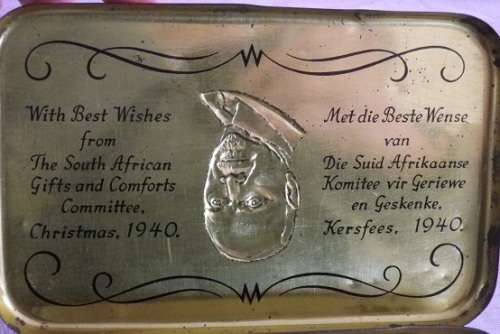 With Best Wishes
from
The South African
Gifts and Comforts
Committee,
Christmas, 1940.
Met die Beste Wense
van
Die Suid Afrikaanse
Komitee vir Geriewe
en Geskenke,
Kersfees, 1940.